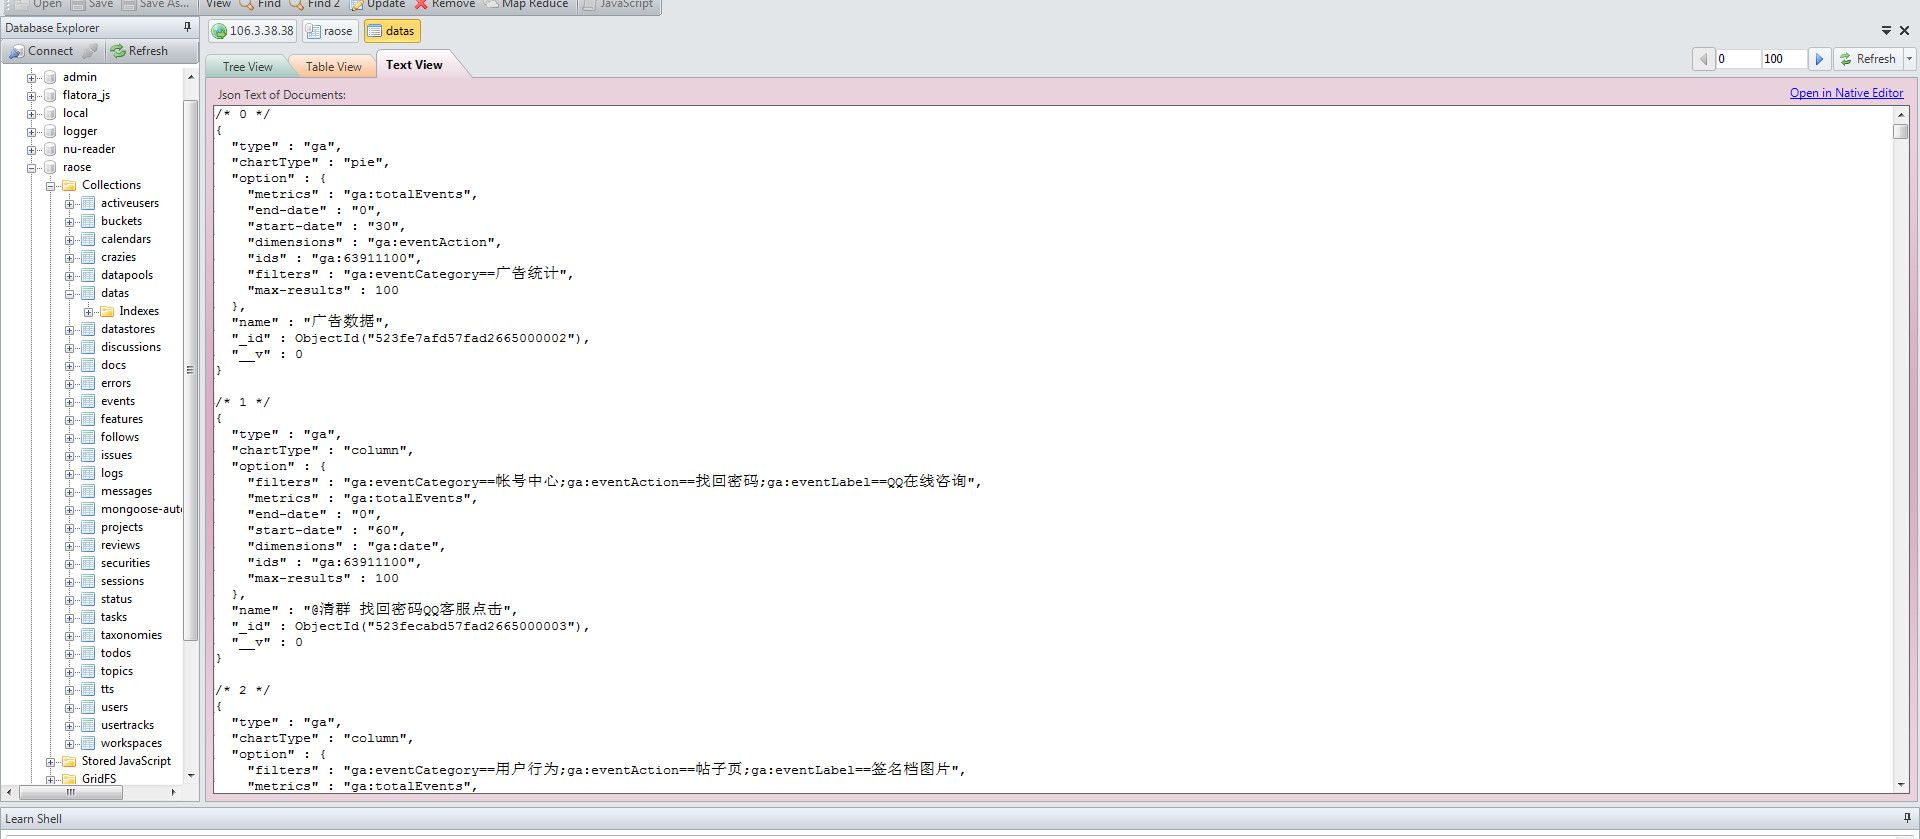 Open Save Save As... View Find Find 2 Update Remove Map Reduce JavaScript
Database Explorer
Connect Refresh
admin
flatora_js
local
logger
nu-reader
raose
Collections
activeusers
buckets
calendars
crazies
datapools
datas
Indexes
datastores
discussions
docs
errors
events
features
follows
issues
logs
messages
mongoose-aut
projects
reviews
securities
sessions
status
tasks
taxonomies
todos
topics
tts
users
usertracks
workspaces
Stored JavaScript
GridFS
106.3.38.38 raose datas
Tree View Table View Text View
0 100 Refresh
Json Text of Documents:
Open in Native Editor
/* 0 */
{
"type" : "ga",
"chartType" : "pie",
"option" : {
"metrics" : "ga:totalEvents",
"end-date" : "0",
"start-date" : "30",
"dimensions" : "ga:eventAction",
"ids" : "ga:63911100",
"filters" : "ga:eventCategory==广告统计",
"max-results" : 100
},
"name" : "广告数据",
"_id" : ObjectId("523fe7afd57fad2665000002"),
"__v" : 0
}
/* 1 */
{
"type" : "ga",
"chartType" : "column",
"option" : {
"filters" : "ga:eventCategory==帐号中心;ga:eventAction==找回密码;ga:eventLabel==QQ在线咨询",
"metrics" : "ga:totalEvents",
"end-date" : "0",
"start-date" : "60",
"dimensions" : "ga:date",
"ids" : "ga:63911100",
"max-results" : 100
},
"name" : "@清群 找回密码QQ客服点击",
"_id" : ObjectId("523fecabd57fad2665000003"),
"__v" : 0
}
/* 2 */
{
"type" : "ga",
"chartType" : "column",
"option" : {
"filters" : "ga:eventCategory==用户行为;ga:eventAction==帖子页;ga:eventLabel==签名档图片",
"metrics" : "ga:totalEvents",
Learn Shell